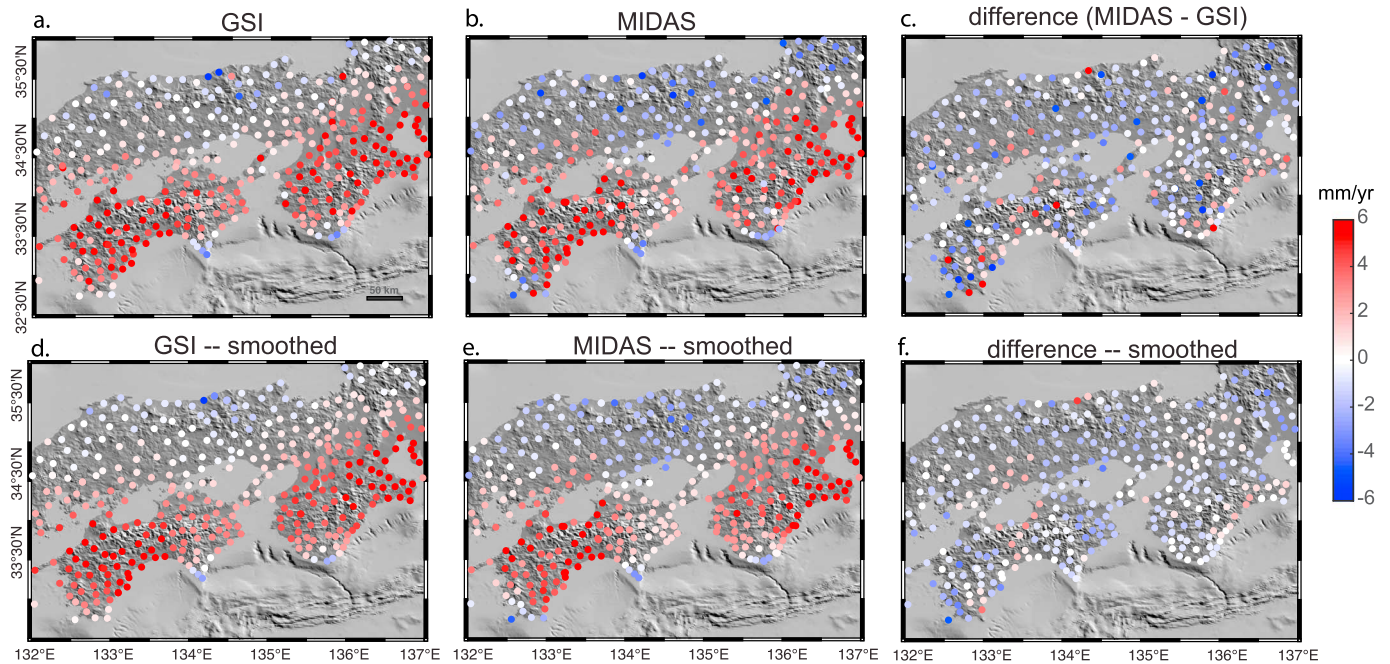 a.
GSI
b.
MIDAS
c.
difference (MIDAS - GSI)
35°30'N
34°30'N
33°30'N
32°30'N
50 km
mm/yr
6
4
2
0
-2
-4
-6
d.
GSI -- smoothed
e.
MIDAS -- smoothed
f.
difference -- smoothed
35°30'N
34°30'N
33°30'N
132°E
133°E
134°E
135°E
136°E
137°E
132°E
133°E
134°E
135°E
136°E
137°E
132°E
133°E
134°E
135°E
136°E
137°E